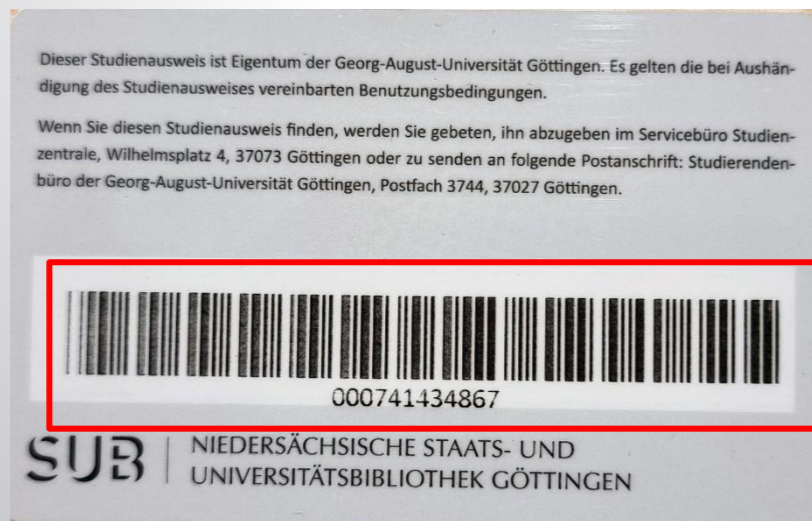 Dieser Studienausweis ist Eigentum der Georg-August-Universität Göttingen. Es gelten die bei Aushän-
digung des Studienausweises vereinbarten Benutzungsbedingungen.
Wenn Sie diesen Studienausweis finden, werden Sie gebeten, ihn abzugeben im Servicebüro Studien-
zentrale, Wilhelmsplatz 4, 37073 Göttingen oder zu senden an folgende Postanschrift: Studierenden-
büro der Georg-August-Universität Göttingen, Postfach 3744, 37027 Göttingen.
000741434867
SUB
NIEDERSÄCHSISCHE STAATS- UND
UNIVERSITÄTSBIBLIOTHEK GÖTTINGEN